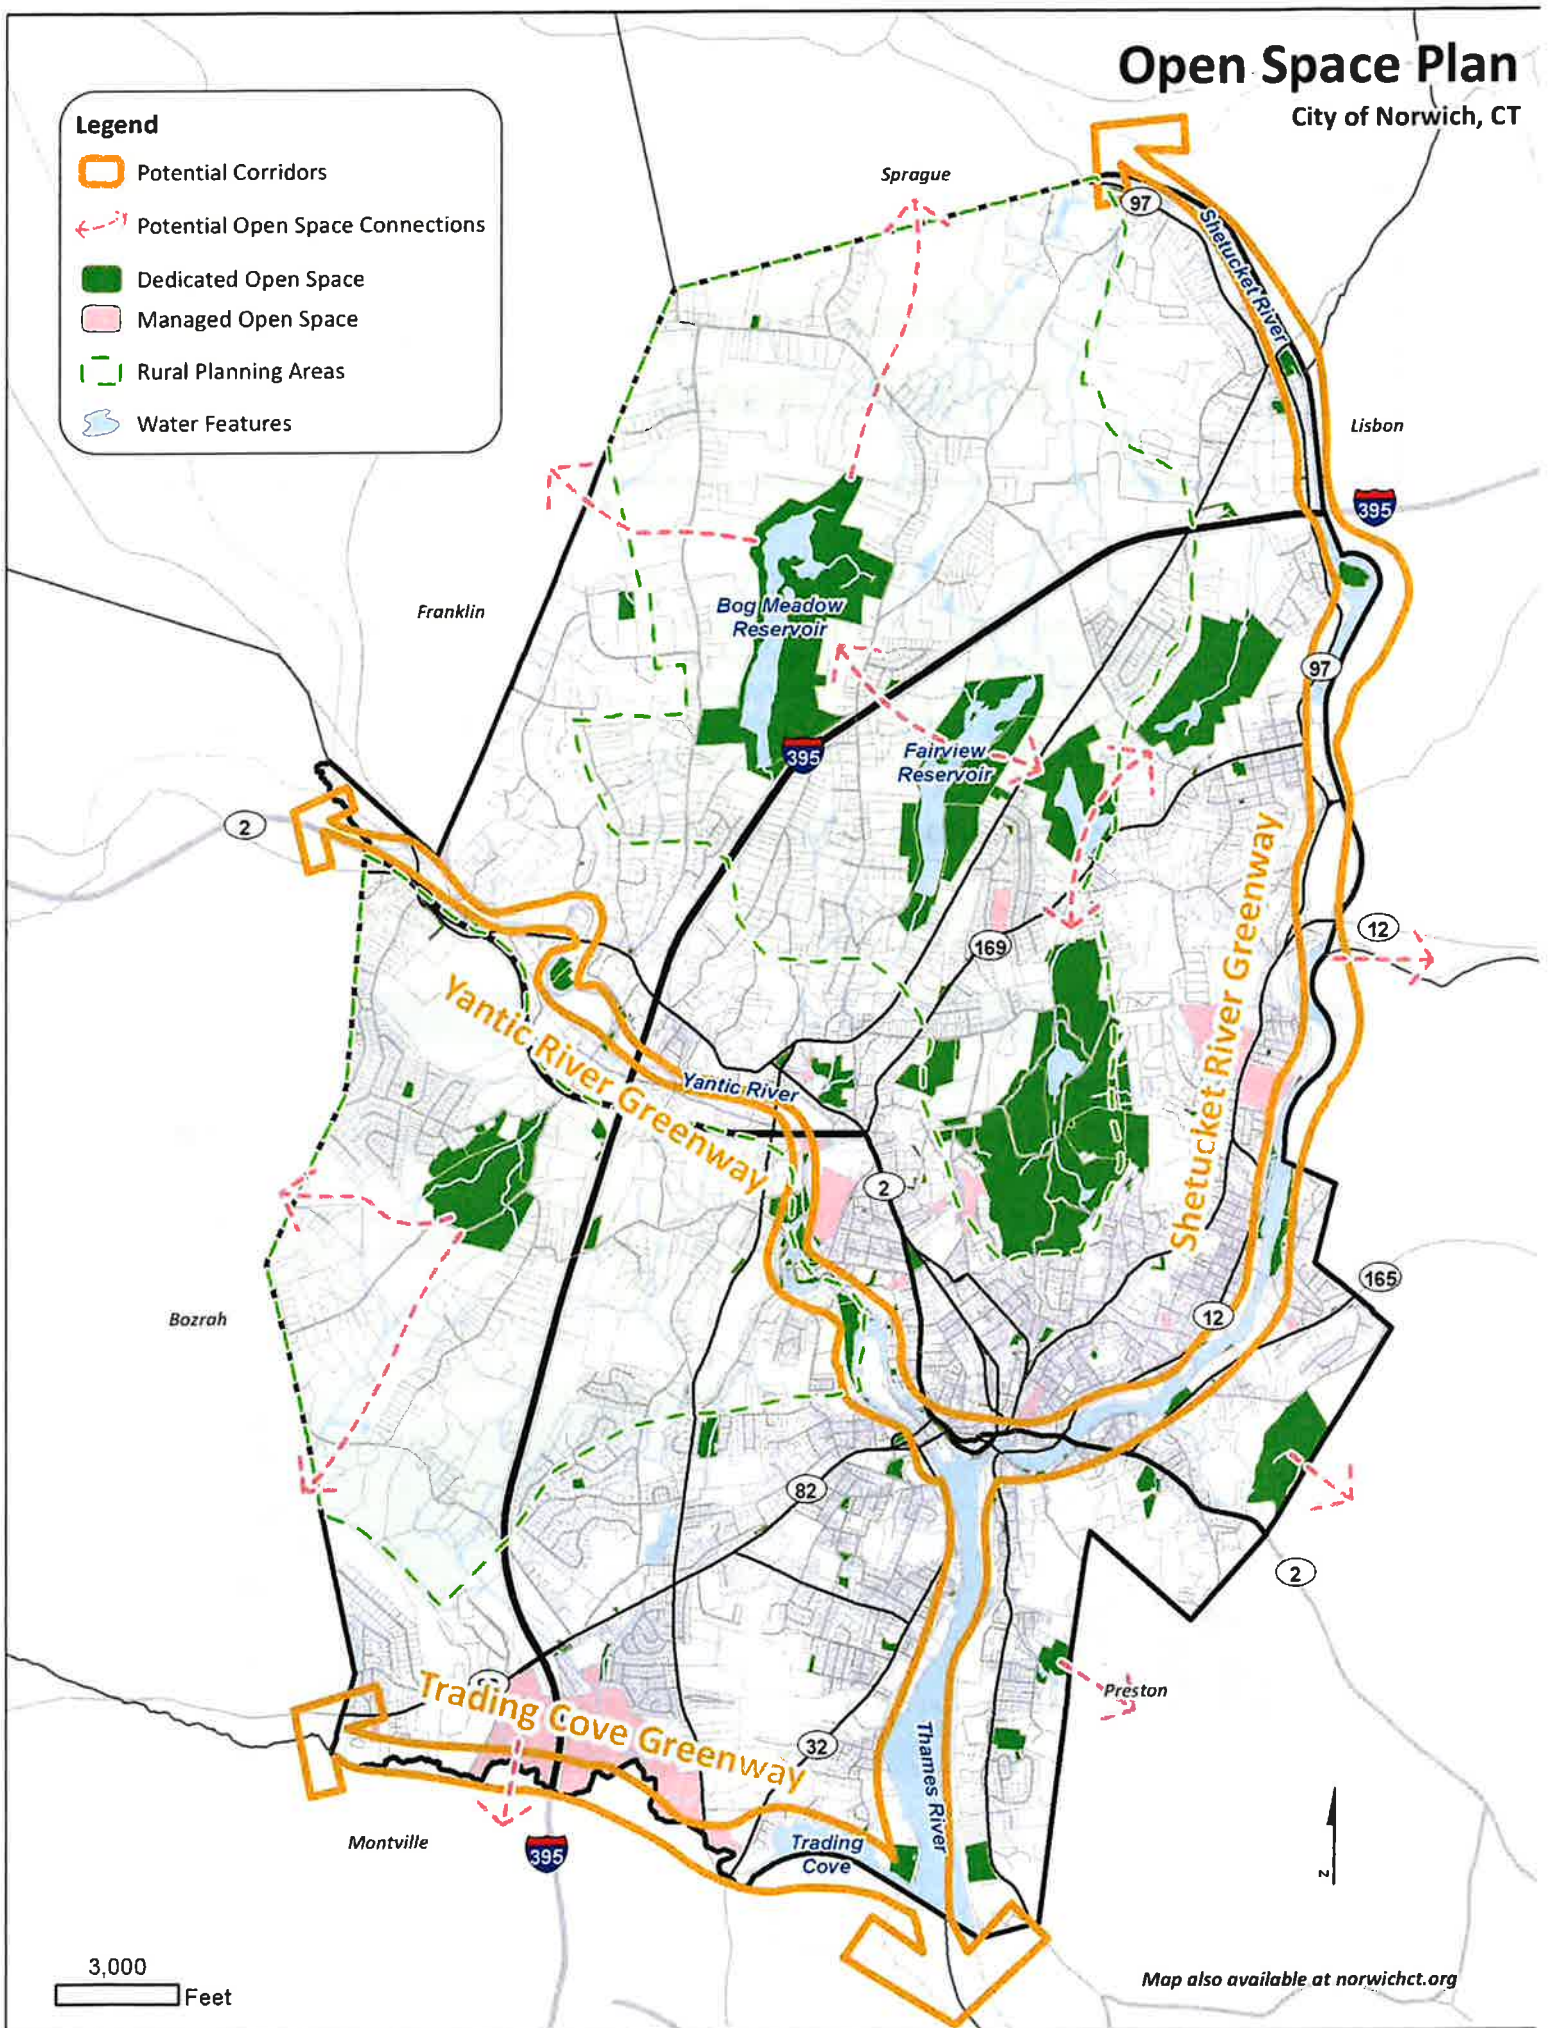 Open Space Plan
City of Norwich, CT
Legend
Potential Corridors
Potential Open Space Connections
Dedicated Open Space
Managed Open Space
Rural Planning Areas
Water Features
Sprague
97
Shetucket River
Lisbon
395
Franklin
Bog Meadow
Reservoir
97
395
Fairview
Reservoir
2
Shetucket River Greenway
12
169
Yantic River Greenway
Yantic River
2
165
Bozrah
12
82
2
Trading Cove Greenway
Preston
32
Thames River
Montville
395
Trading
Cove
N
3,000
Feet
Map also available at norwichct.org